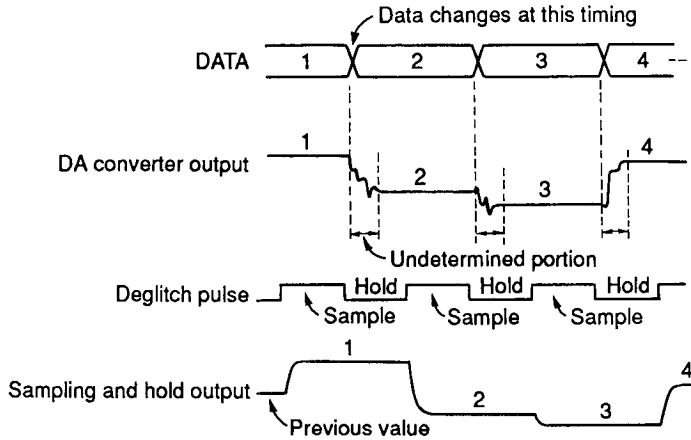 Data changes at this timing
DATA 1 2 3 4
1 4
DA converter output 2 3
Undetermined portion
Deglitch pulse Hold Hold Hold
Sample Sample Sample
1
Sampling and hold output 2 3 4
Previous value